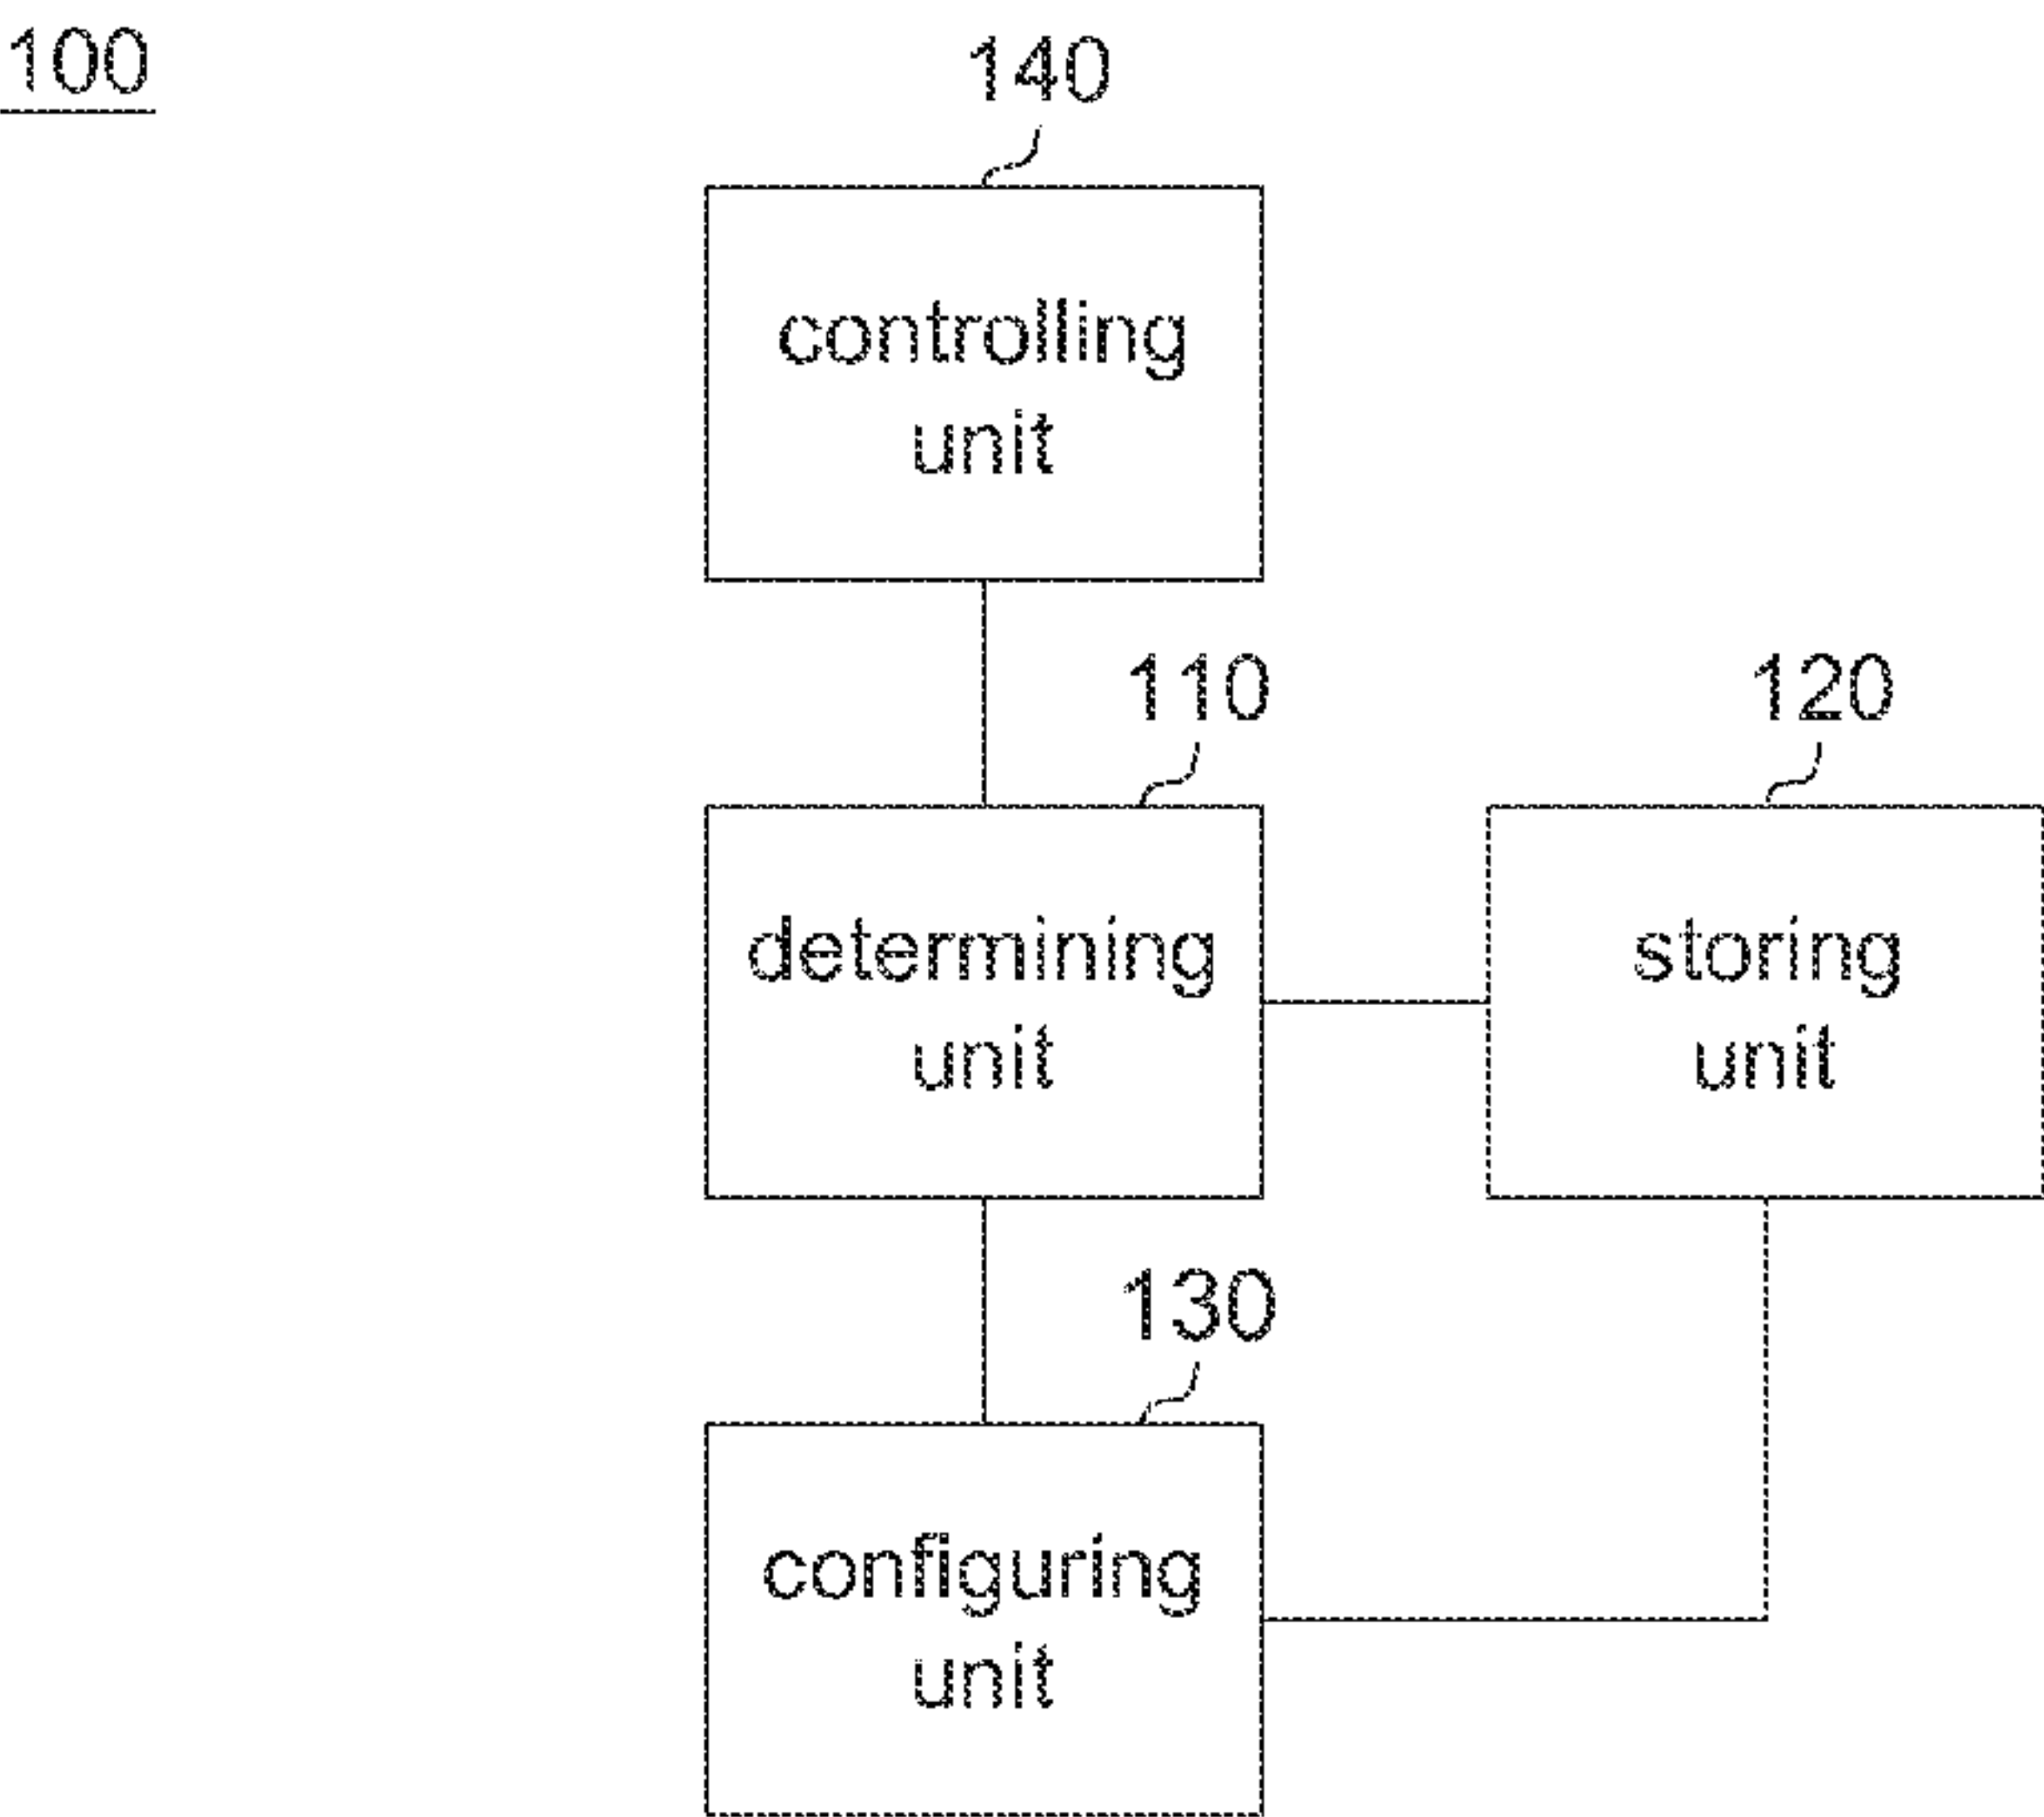 100
140
controlling
unit
110
120
determining
unit
storing
unit
130
configuring
unit